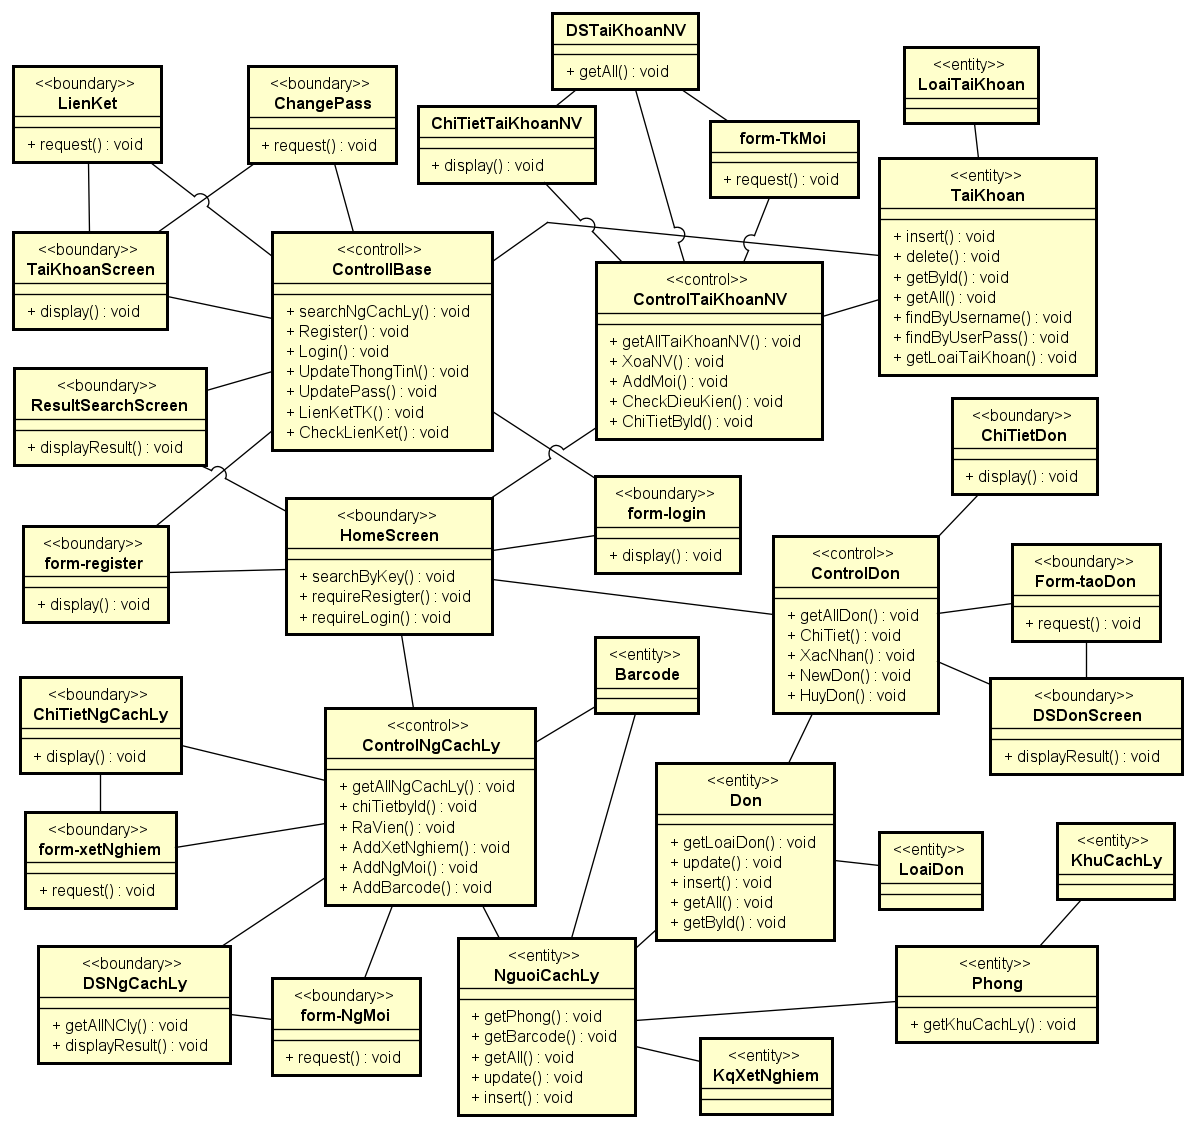 DSTaiKhoanNV
+ getAll() : void
<<boundary>>
LienKet
+ request() : void
<<boundary>>
ChangePass
+ request() : void
ChiTietTaiKhoanNV
+ display() : void
form-TkMoi
+ request() : void
<<entity>>
LoaiTaiKhoan
<<entity>>
TaiKhoan
+ insert() : void
+ delete() : void
+ getById() : void
+ getAll() : void
+ findByUsername() : void
+ findByUserPass() : void
+ getLoaiTaiKhoan() : void
<<boundary>>
TaiKhoanScreen
+ display() : void
<<controll>>
ControllBase
+ searchNgCachLy() : void
+ Register() : void
+ Login() : void
+ UpdateThongTin\() : void
+ UpdatePass() : void
+ LienKetTK() : void
+ CheckLienKet() : void
<<control>>
ControlTaiKhoanNV
+ getAllTaiKhoanNV() : void
+ XoaNV() : void
+ AddMoi() : void
+ CheckDieuKien() : void
+ ChiTietById() : void
<<boundary>>
ResultSearchScreen
+ displayResult() : void
<<boundary>>
ChiTietDon
+ display() : void
<<boundary>>
form-register
+ display() : void
<<boundary>>
HomeScreen
+ searchByKey() : void
+ requireResigter() : void
+ requireLogin() : void
<<boundary>>
form-login
+ display() : void
<<control>>
ControlDon
+ getAllDon() : void
+ ChiTiet() : void
+ XacNhan() : void
+ NewDon() : void
+ HuyDon() : void
<<boundary>>
Form-taoDon
+ request() : void
<<boundary>>
DSDonScreen
+ displayResult() : void
<<entity>>
Barcode
<<boundary>>
ChiTietNgCachLy
+ display() : void
<<control>>
ControlNgCachLy
+ getAllNgCachLy() : void
+ chiTietbyId() : void
+ RaVien() : void
+ AddXetNghiem() : void
+ AddNgMoi() : void
+ AddBarcode() : void
<<entity>>
Don
+ getLoaiDon() : void
+ update() : void
+ insert() : void
+ getAll() : void
+ getById() : void
<<boundary>>
form-xetNghiem
+ request() : void
<<entity>>
LoaiDon
<<entity>>
KhuCachLy
<<boundary>>
DSNgCachLy
+ getAllNCly() : void
+ displayResult() : void
<<boundary>>
form-NgMoi
+ request() : void
<<entity>>
NguoiCachLy
+ getPhong() : void
+ getBarcode() : void
+ getAll() : void
+ update() : void
+ insert() : void
<<entity>>
Phong
+ getKhuCachLy() : void
<<entity>>
KqXetNghiem